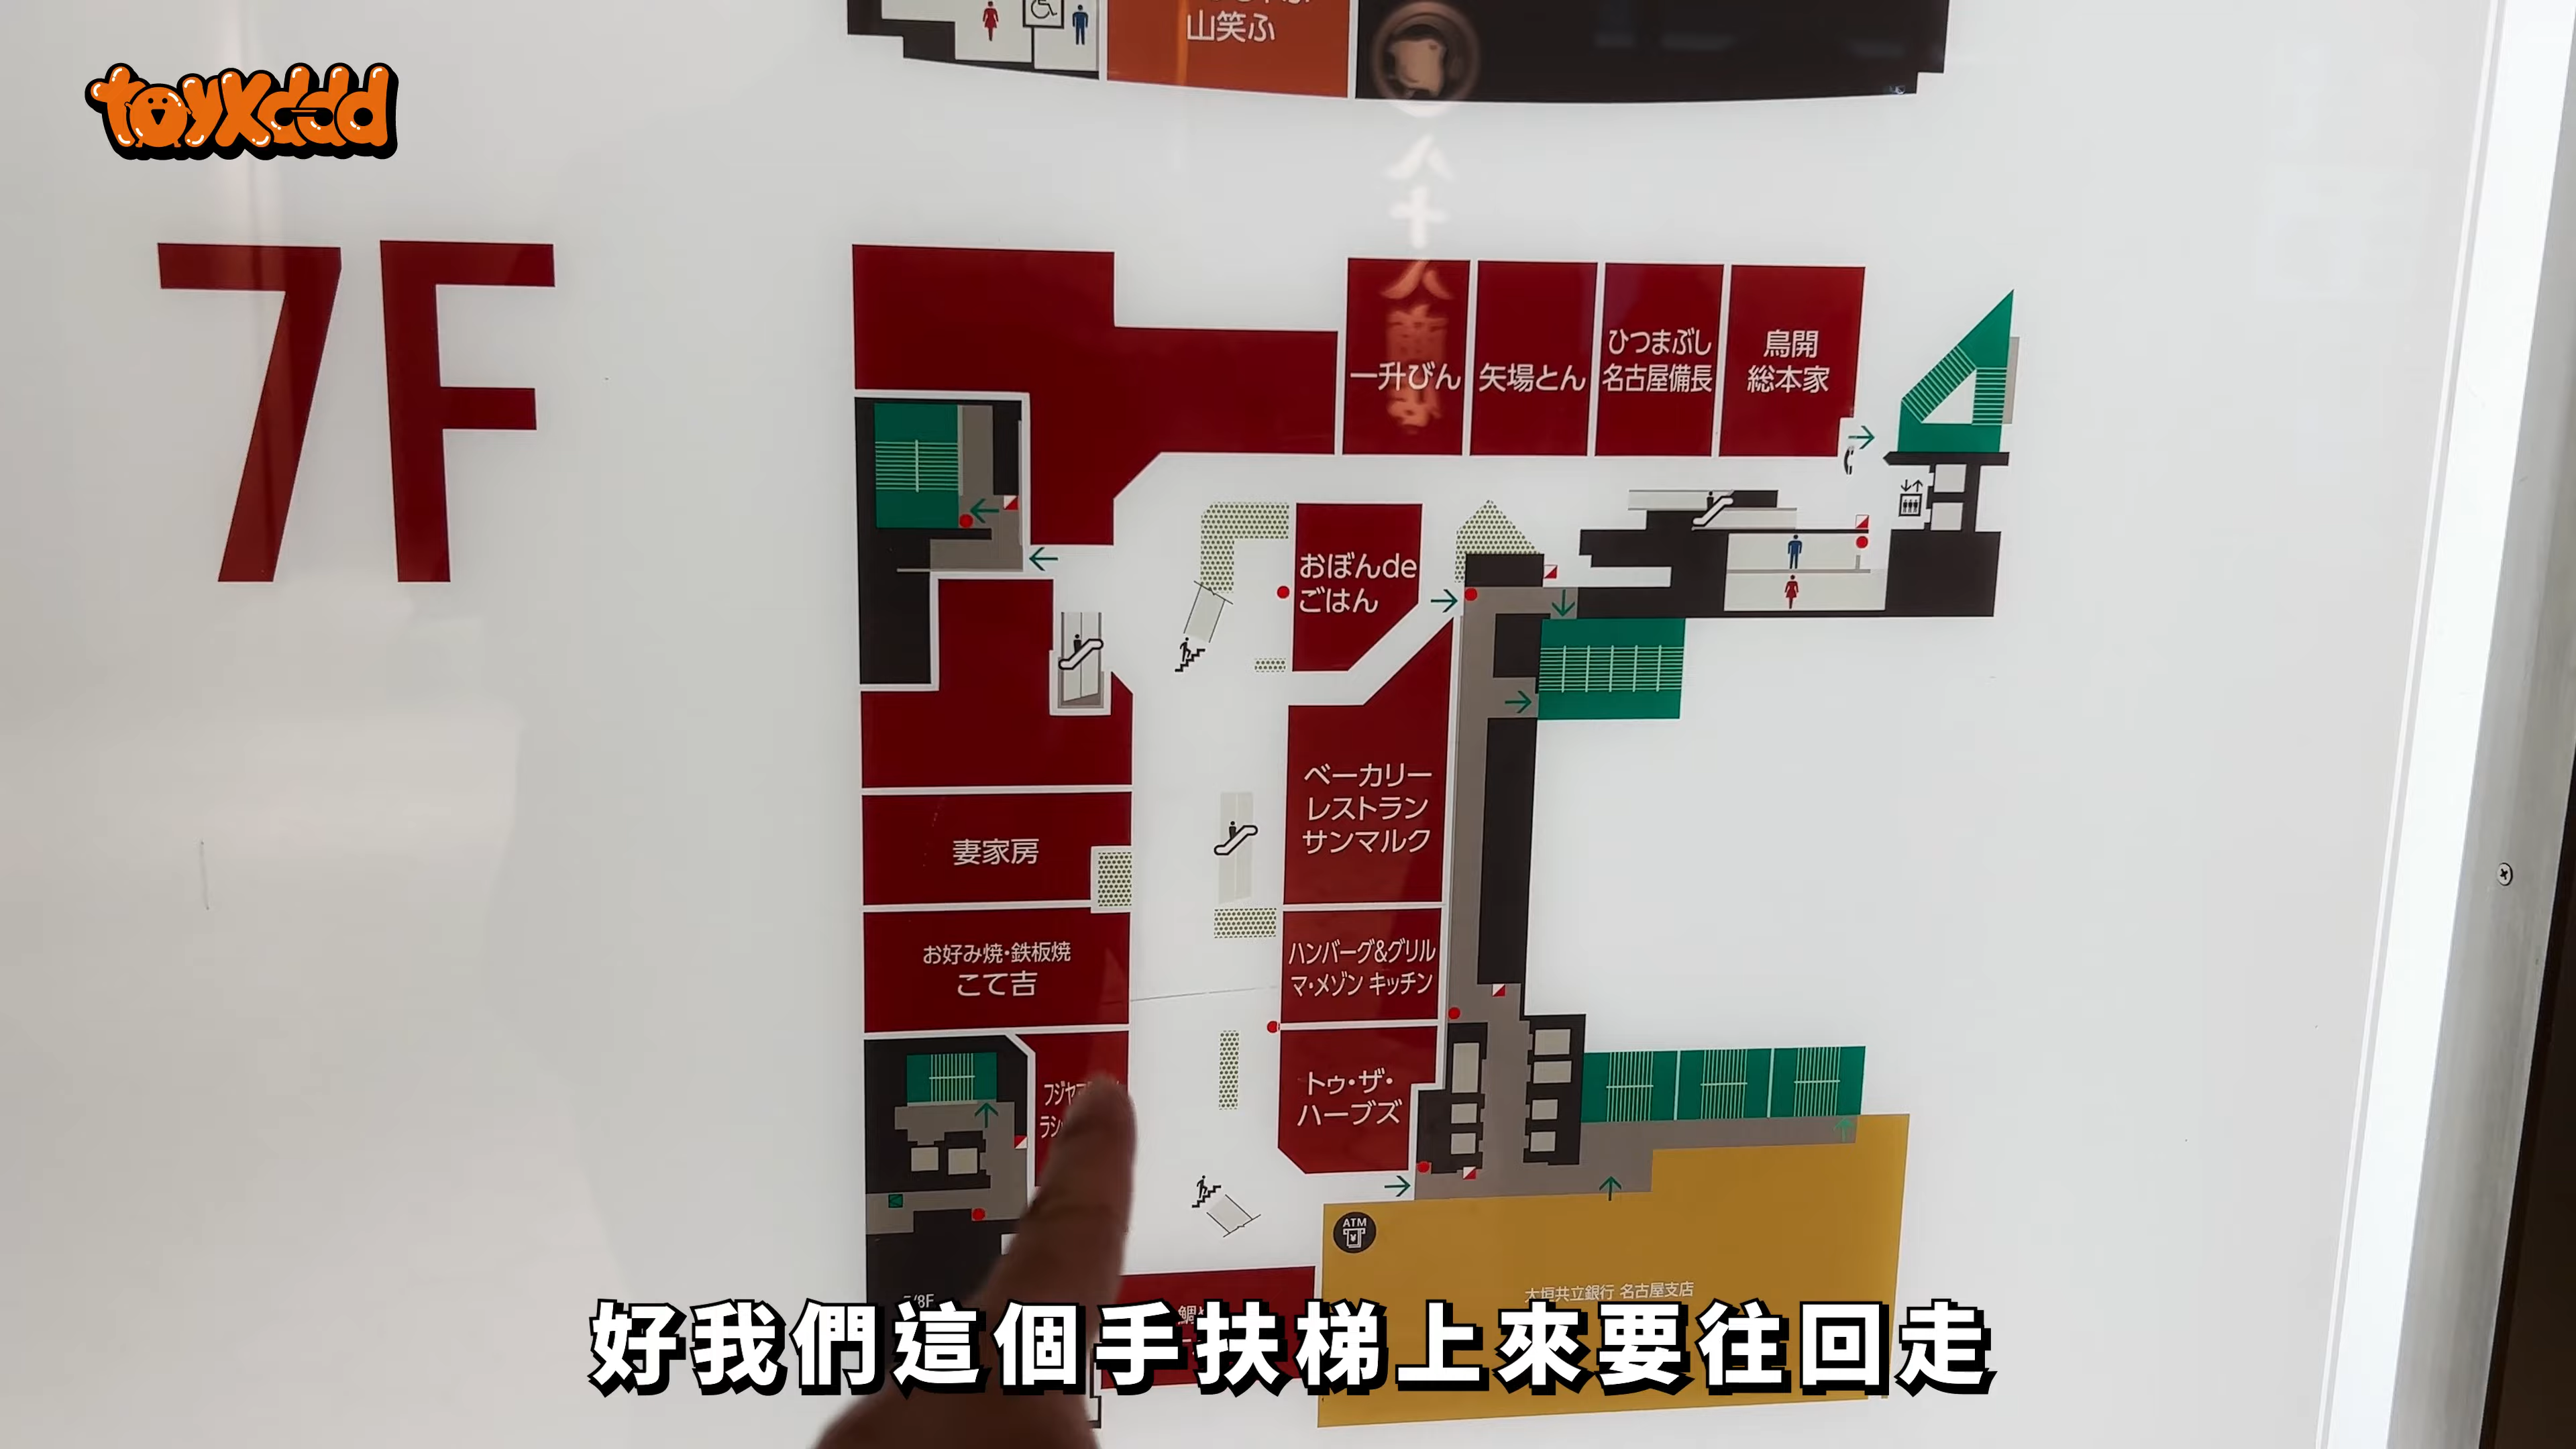 山笑ふ
toyxddd
7F
一升びん
矢場とん
ひつまぶし
名古屋備長
鳥開
総本家
おぼんde
ごはん
ベーカリー
レストラン
サンマルク
妻家房
お好み焼・鉄板焼
こて吉
ハンバーグ&グリル
マ・メゾン キッチン
トゥ・ザ・
ハーブズ
ATM
大垣共立銀行 名古屋支店
好我們這個手扶梯上來要往回走